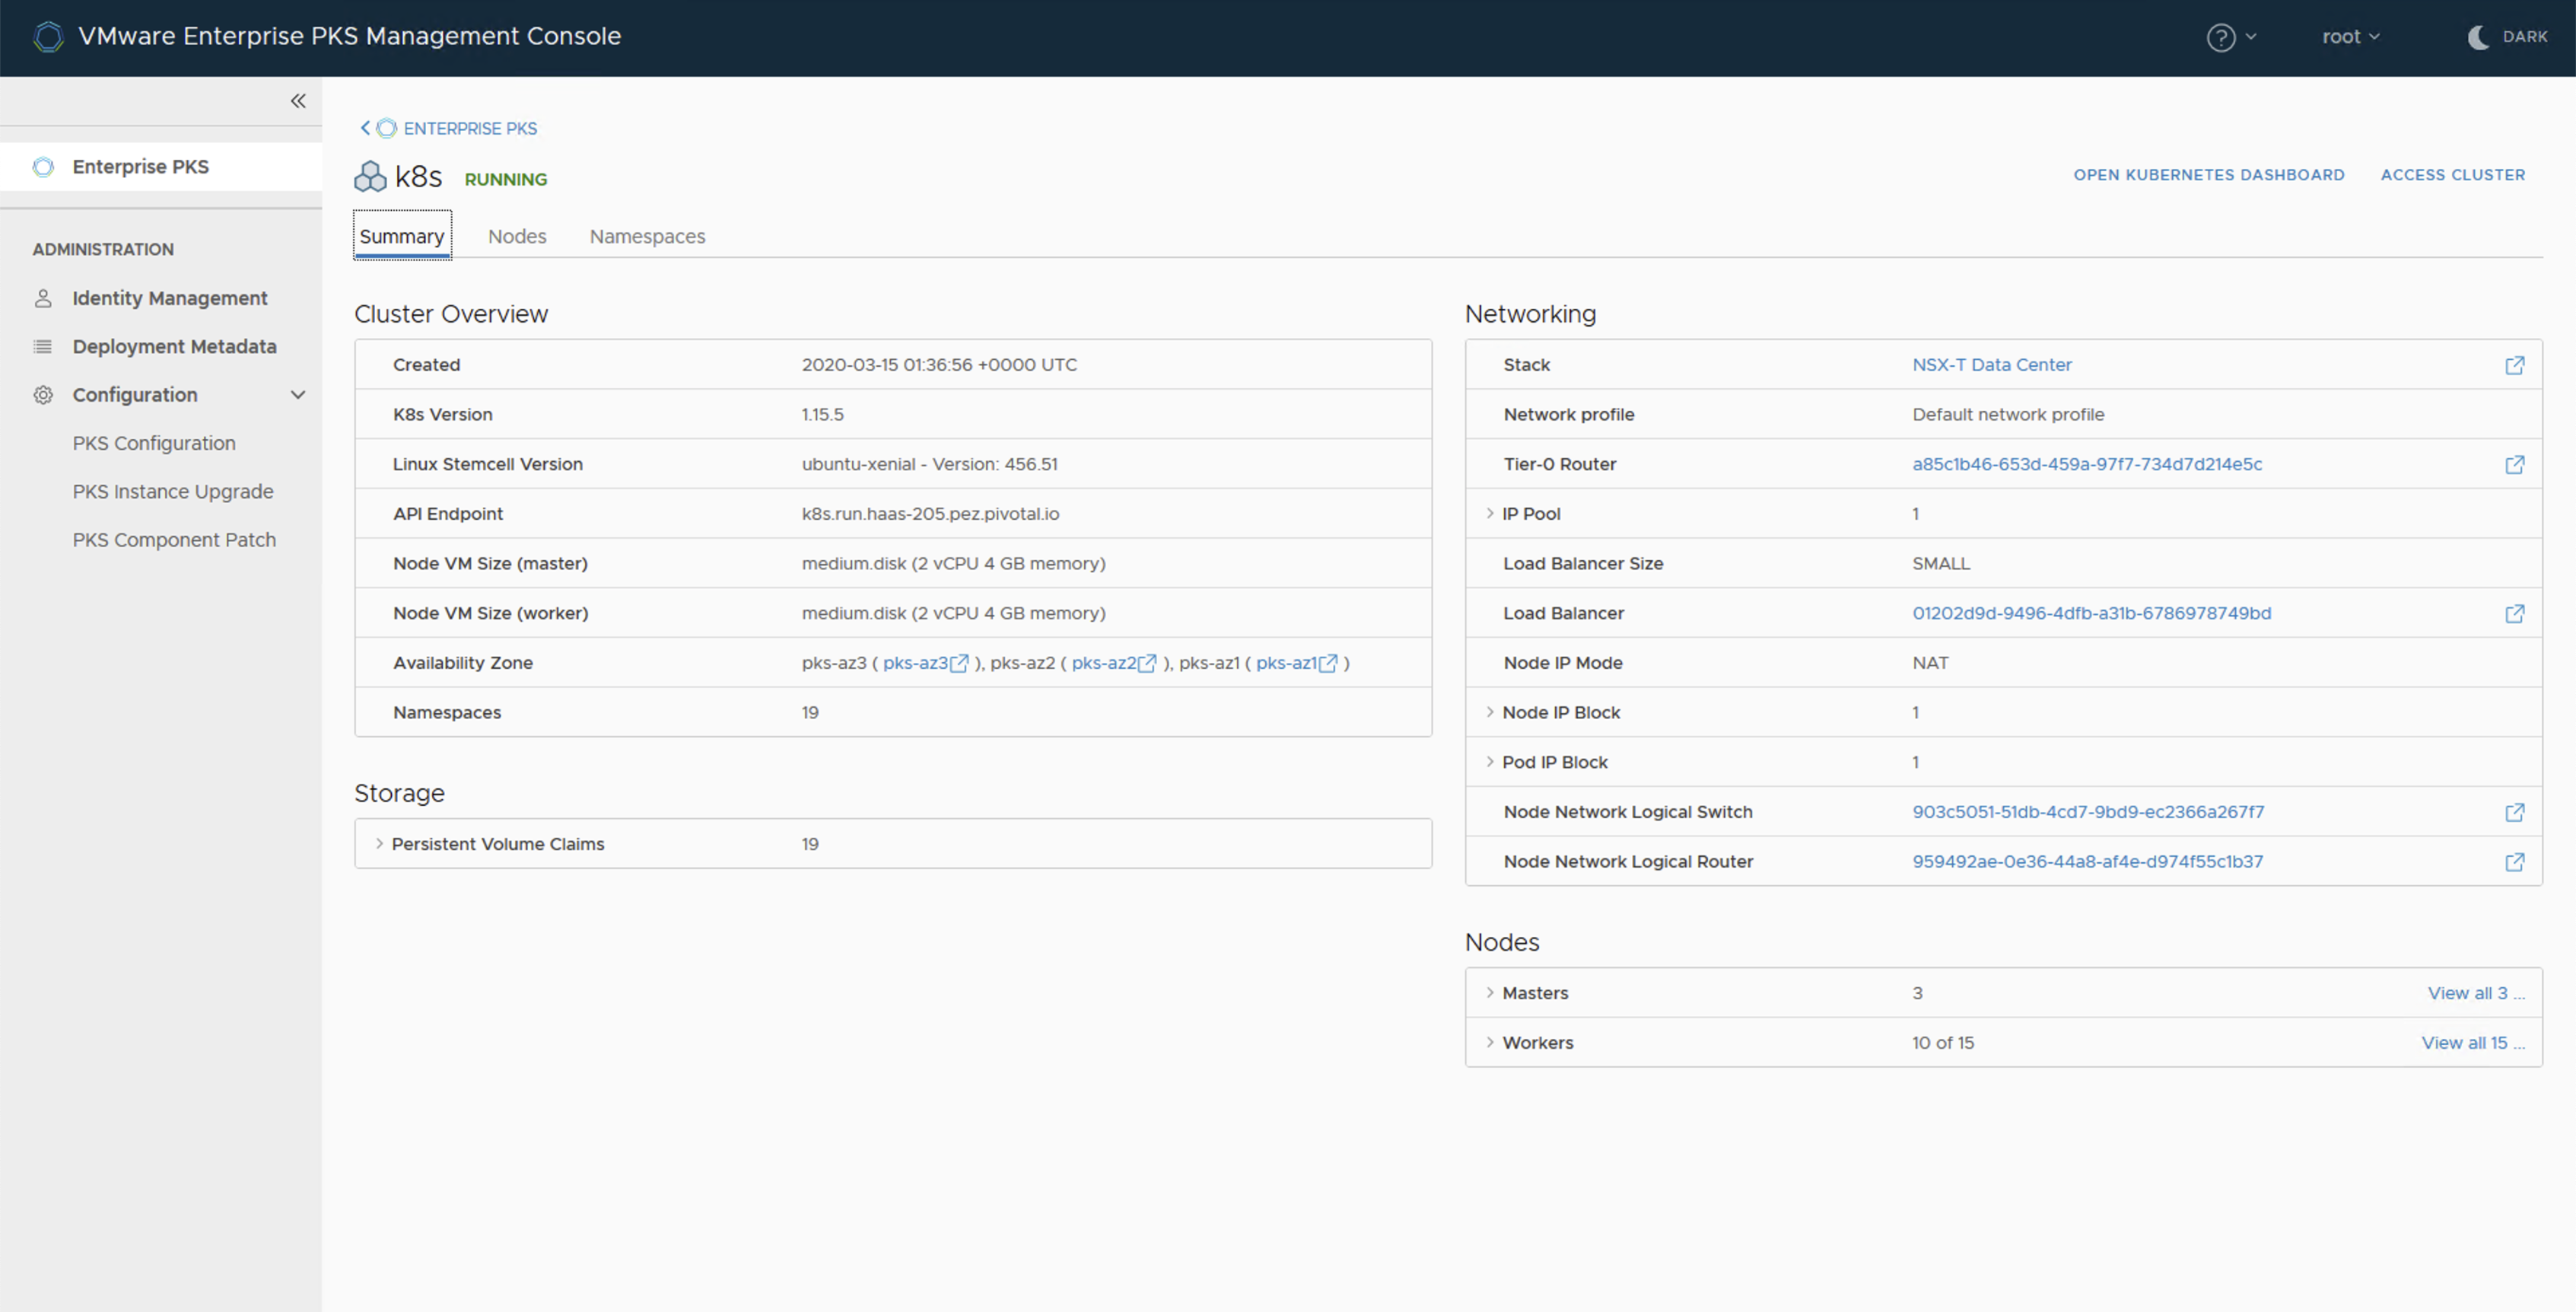 VMware Enterprise PKS Management Console
? root DARK
Enterprise PKS
ADMINISTRATION
Identity Management
Deployment Metadata
Configuration
PKS Configuration
PKS Instance Upgrade
PKS Component Patch
ENTERPRISE PKS
k8s RUNNING
OPEN KUBERNETES DASHBOARD ACCESS CLUSTER
Summary Nodes Namespaces
Cluster Overview
Created 2020-03-15 01:36:56 +0000 UTC
K8s Version 1.15.5
Linux Stemcell Version ubuntu-xenial - Version: 456.51
API Endpoint k8s.run.haas-205.pez.pivotal.io
Node VM Size (master) medium.disk (2 vCPU 4 GB memory)
Node VM Size (worker) medium.disk (2 vCPU 4 GB memory)
Availability Zone pks-az3 ( pks-az3 ), pks-az2 ( pks-az2 ), pks-az1 ( pks-az1 )
Namespaces 19
Storage
Persistent Volume Claims 19
Networking
Stack NSX-T Data Center
Network profile Default network profile
Tier-0 Router a85c1b46-653d-459a-97f7-734d7d214e5c
IP Pool 1
Load Balancer Size SMALL
Load Balancer 01202d9d-9496-4dfb-a31b-6786978749bd
Node IP Mode NAT
Node IP Block 1
Pod IP Block 1
Node Network Logical Switch 903c5051-51db-4cd7-9bd9-ec2366a267f7
Node Network Logical Router 959492ae-0e36-44a8-af4e-d974f55c1b37
Nodes
Masters 3 View all 3 ...
Workers 10 of 15 View all 15 ...